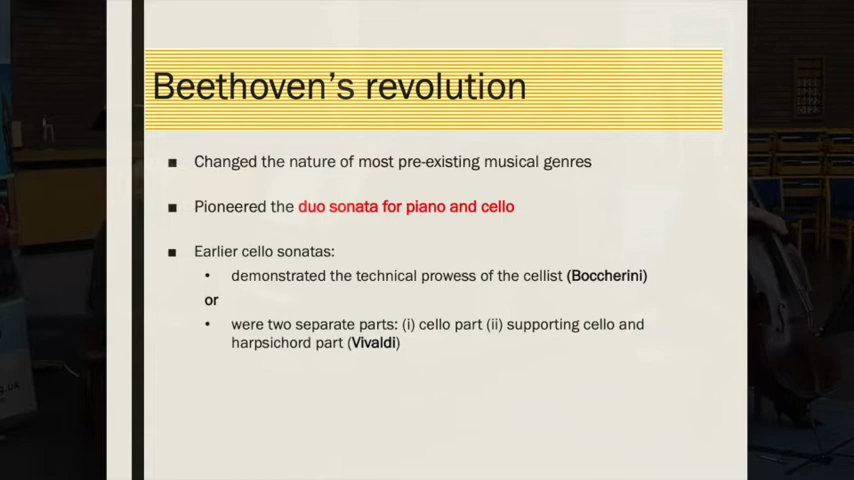 Beethoven's revolution
■ Changed the nature of most pre-existing musical genres
■ Pioneered the duo sonata for piano and cello
■ Earlier cello sonatas:
• demonstrated the technical prowess of the cellist (Boccherini)
or
• were two separate parts: (i) cello part (ii) supporting cello and
harpsichord part (Vivaldi)
.uk